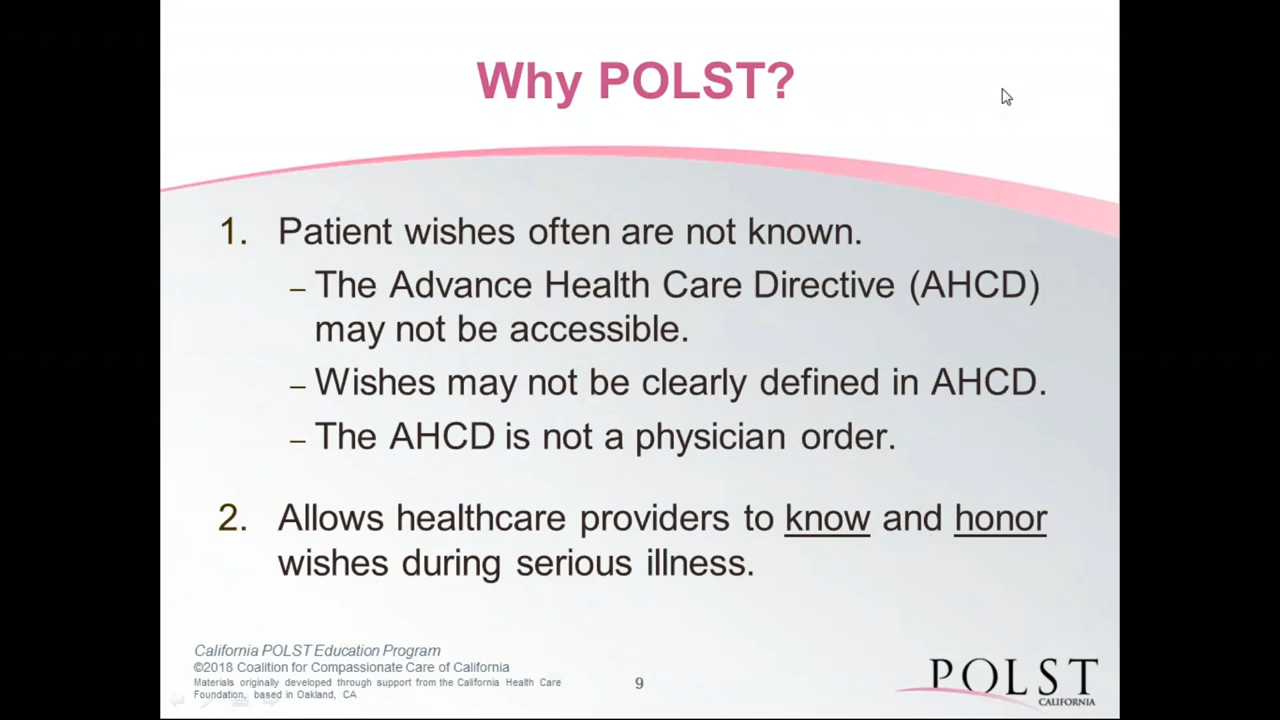 Why POLST?
1. Patient wishes often are not known.
– The Advance Health Care Directive (AHCD)
may not be accessible.
– Wishes may not be clearly defined in AHCD.
– The AHCD is not a physician order.
2. Allows healthcare providers to know and honor
wishes during serious illness.
California POLST Education Program
©2018 Coalition for Compassionate Care of California
Materials originally developed through support from the California Health Care
Foundation, based in Oakland, CA
9
POLST
CALIFORNIA